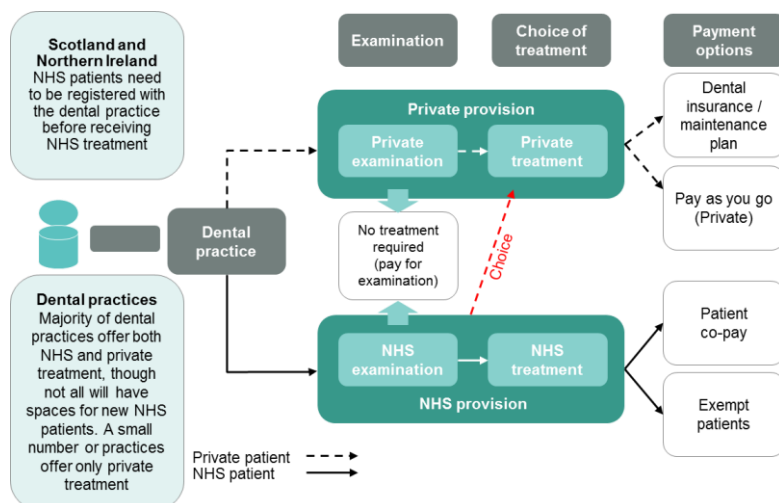 Scotland and
Northern Ireland
NHS patients need
to be registered with
the dental practice
before receiving
NHS treatment
Examination
Choice of
treatment
Payment
options
Private provision
Private
examination
Private
treatment
Dental
insurance /
maintenance
plan
Pay as you go
(Private)
Dental
practice
No treatment
required
(pay for
examination)
Choice
Dental practices
Majority of dental
practices offer both
NHS and private
treatment, though
not all will have
spaces for new NHS
patients. A small
number or practices
offer only private
treatment
NHS
examination
NHS
treatment
NHS provision
Patient
co-pay
Exempt
patients
Private patient
NHS patient